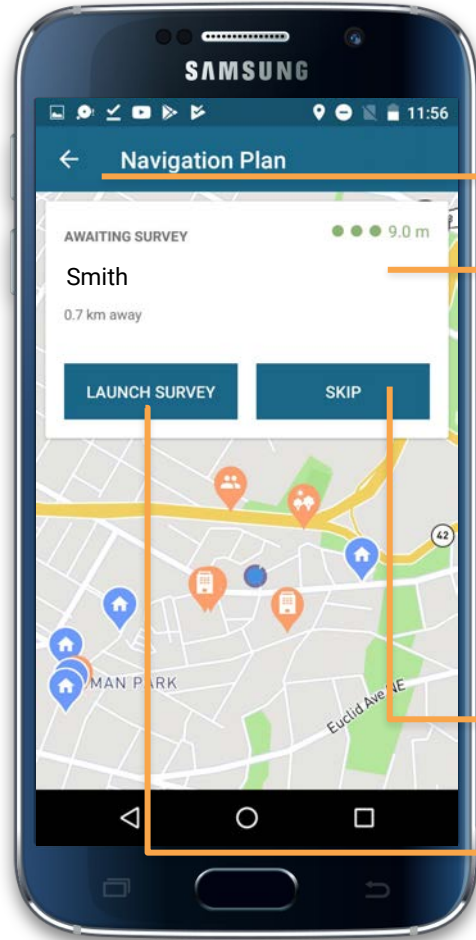 SAMSUNG
11:56
Navigation Plan
AWAITING SURVEY
9.0 m
Smith
0.7 km away
LAUNCH SURVEY
SKIP
42
MAN PARK
Euclid Ave NE